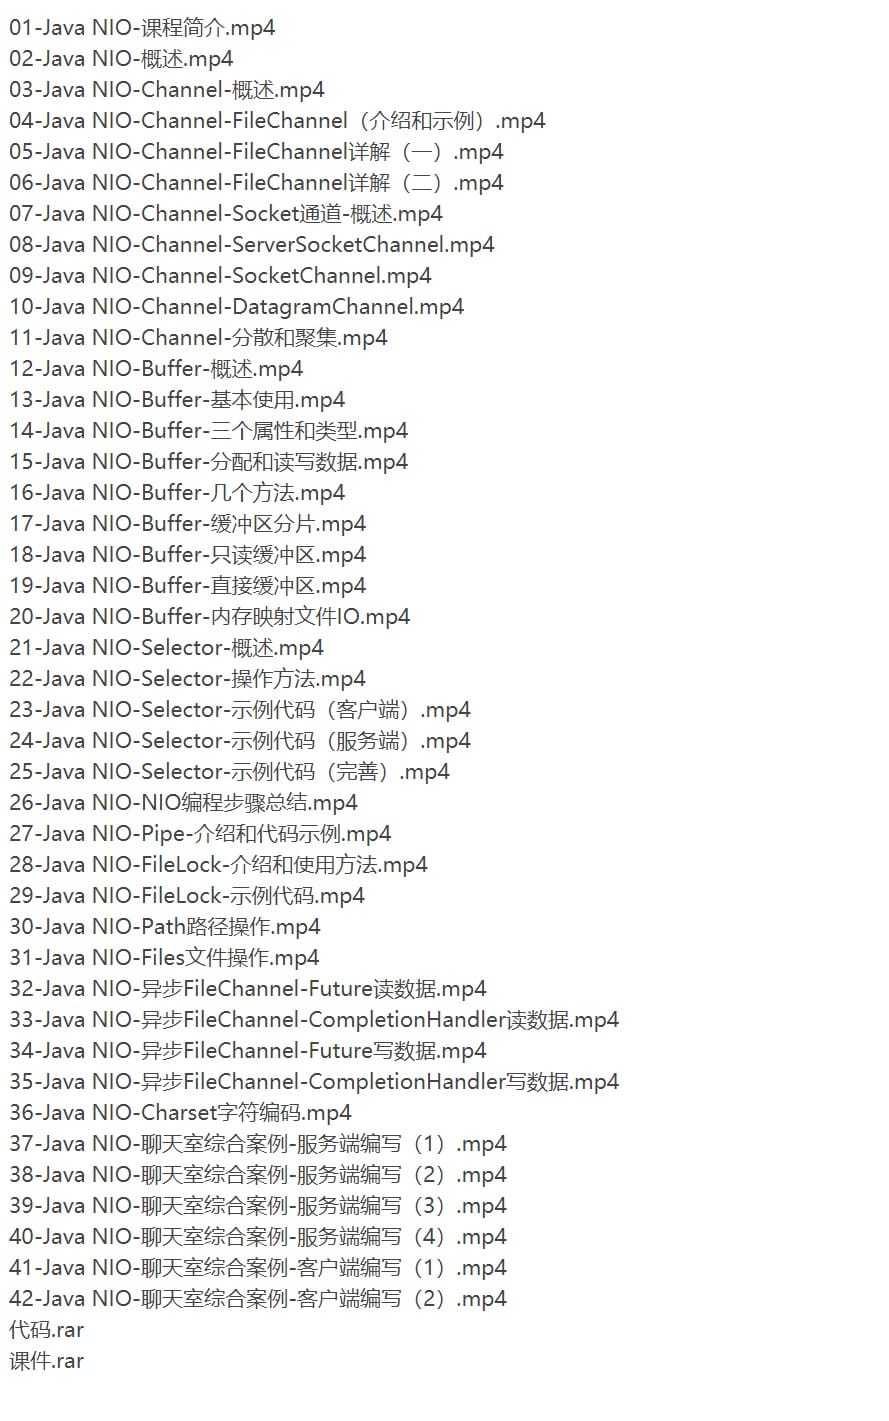 01-Java NIO-课程简介.mp4
02-Java NIO-概述.mp4
03-Java NIO-Channel-概述.mp4
04-Java NIO-Channel-FileChannel（介绍和示例）.mp4
05-Java NIO-Channel-FileChannel详解（一）.mp4
06-Java NIO-Channel-FileChannel详解（二）.mp4
07-Java NIO-Channel-Socket通道-概述.mp4
08-Java NIO-Channel-ServerSocketChannel.mp4
09-Java NIO-Channel-SocketChannel.mp4
10-Java NIO-Channel-DatagramChannel.mp4
11-Java NIO-Channel-分散和聚集.mp4
12-Java NIO-Buffer-概述.mp4
13-Java NIO-Buffer-基本使用.mp4
14-Java NIO-Buffer-三个属性和类型.mp4
15-Java NIO-Buffer-分配和读写数据.mp4
16-Java NIO-Buffer-几个方法.mp4
17-Java NIO-Buffer-缓冲区分片.mp4
18-Java NIO-Buffer-只读缓冲区.mp4
19-Java NIO-Buffer-直接缓冲区.mp4
20-Java NIO-Buffer-内存映射文件IO.mp4
21-Java NIO-Selector-概述.mp4
22-Java NIO-Selector-操作方法.mp4
23-Java NIO-Selector-示例代码（客户端）.mp4
24-Java NIO-Selector-示例代码（服务端）.mp4
25-Java NIO-Selector-示例代码（完善）.mp4
26-Java NIO-NIO编程步骤总结.mp4
27-Java NIO-Pipe-介绍和代码示例.mp4
28-Java NIO-FileLock-介绍和使用方法.mp4
29-Java NIO-FileLock-示例代码.mp4
30-Java NIO-Path路径操作.mp4
31-Java NIO-Files文件操作.mp4
32-Java NIO-异步FileChannel-Future读数据.mp4
33-Java NIO-异步FileChannel-CompletionHandler读数据.mp4
34-Java NIO-异步FileChannel-Future写数据.mp4
35-Java NIO-异步FileChannel-CompletionHandler写数据.mp4
36-Java NIO-Charset字符编码.mp4
37-Java NIO-聊天室综合案例-服务端编写（1）.mp4
38-Java NIO-聊天室综合案例-服务端编写（2）.mp4
39-Java NIO-聊天室综合案例-服务端编写（3）.mp4
40-Java NIO-聊天室综合案例-服务端编写（4）.mp4
41-Java NIO-聊天室综合案例-客户端编写（1）.mp4
42-Java NIO-聊天室综合案例-客户端编写（2）.mp4
代码.rar
课件.rar